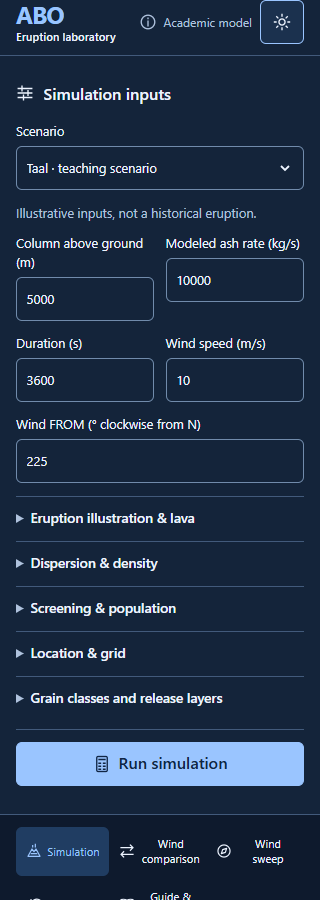 ABO
Eruption laboratory
Academic model
Simulation inputs
Scenario
Taal · teaching scenario
Illustrative inputs, not a historical eruption.
Column above ground
(m)
Modeled ash rate (kg/s)
5000
10000
Duration (s)
Wind speed (m/s)
3600
10
Wind FROM (° clockwise from N)
225
Eruption illustration & lava
Dispersion & density
Screening & population
Location & grid
Grain classes and release layers
Run simulation
Simulation
Wind
comparison
Wind
sweep
Guide &